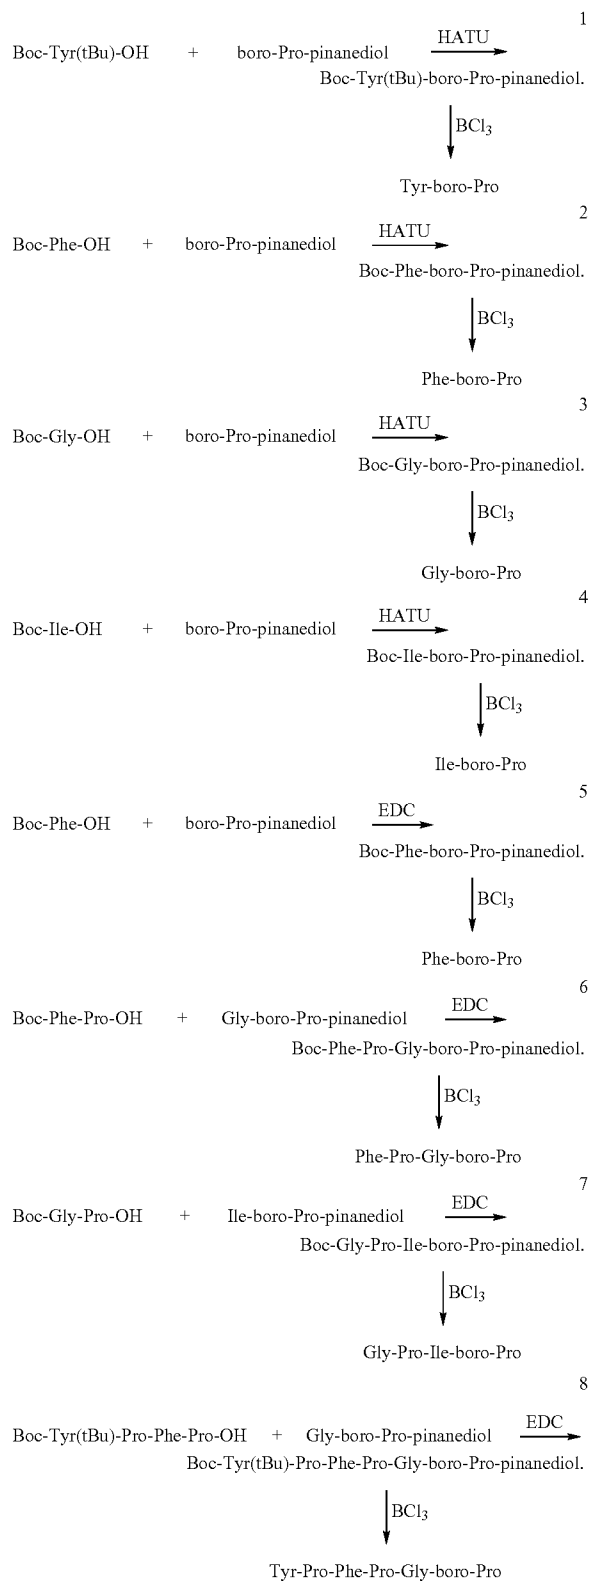 1
Boc-Tyr(tBu)-OH + boro-Pro-pinanediol HATU
Boc-Tyr(tBu)-boro-Pro-pinanediol.
BCl3
Tyr-boro-Pro
2
Boc-Phe-OH + boro-Pro-pinanediol HATU
Boc-Phe-boro-Pro-pinanediol.
BCl3
Phe-boro-Pro
3
Boc-Gly-OH + boro-Pro-pinanediol HATU
Boc-Gly-boro-Pro-pinanediol.
BCl3
Gly-boro-Pro
4
Boc-Ile-OH + boro-Pro-pinanediol HATU
Boc-Ile-boro-Pro-pinanediol.
BCl3
Ile-boro-Pro
5
Boc-Phe-OH + boro-Pro-pinanediol EDC
Boc-Phe-boro-Pro-pinanediol.
BCl3
Phe-boro-Pro
6
Boc-Phe-Pro-OH + Gly-boro-Pro-pinanediol EDC
Boc-Phe-Pro-Gly-boro-Pro-pinanediol.
BCl3
Phe-Pro-Gly-boro-Pro
7
Boc-Gly-Pro-OH + Ile-boro-Pro-pinanediol EDC
Boc-Gly-Pro-Ile-boro-Pro-pinanediol.
BCl3
Gly-Pro-Ile-boro-Pro
8
Boc-Tyr(tBu)-Pro-Phe-Pro-OH + Gly-boro-Pro-pinanediol EDC
Boc-Tyr(tBu)-Pro-Phe-Pro-Gly-boro-Pro-pinanediol.
BCl3
Tyr-Pro-Phe-Pro-Gly-boro-Pro